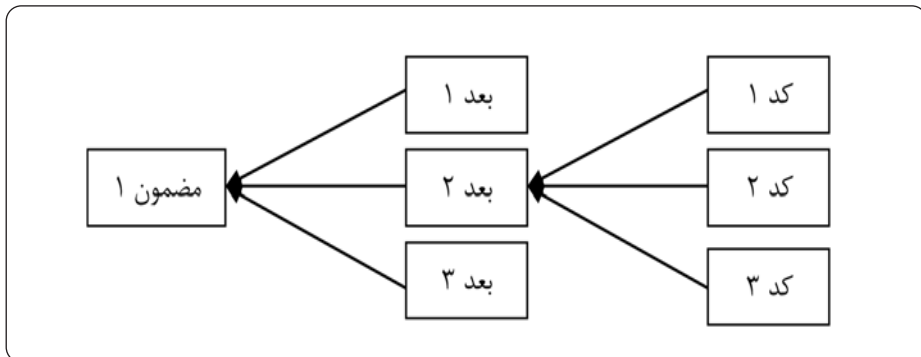 کد ۱
کد ۲
کد ۳
بعد ۱
بعد ۲
بعد ۳
مضمون ۱